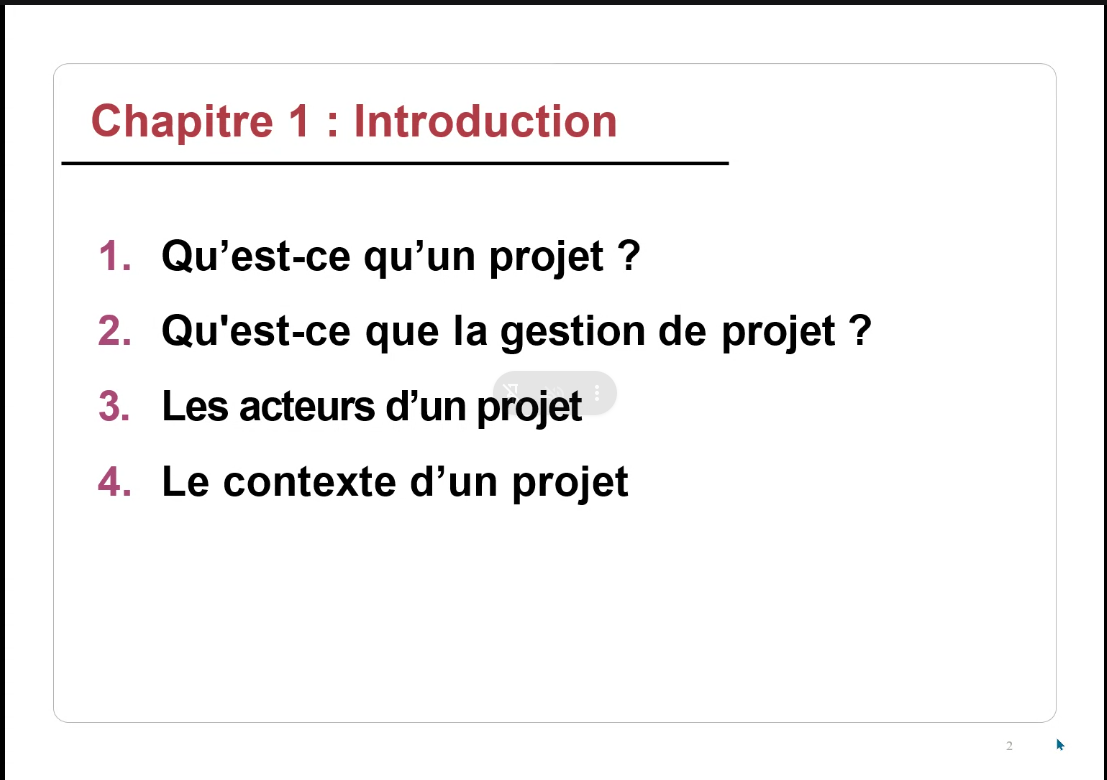 Chapitre 1 : Introduction
1. Qu’est-ce qu’un projet ?
2. Qu'est-ce que la gestion de projet ?
3. Les acteurs d’un projet
4. Le contexte d’un projet
2